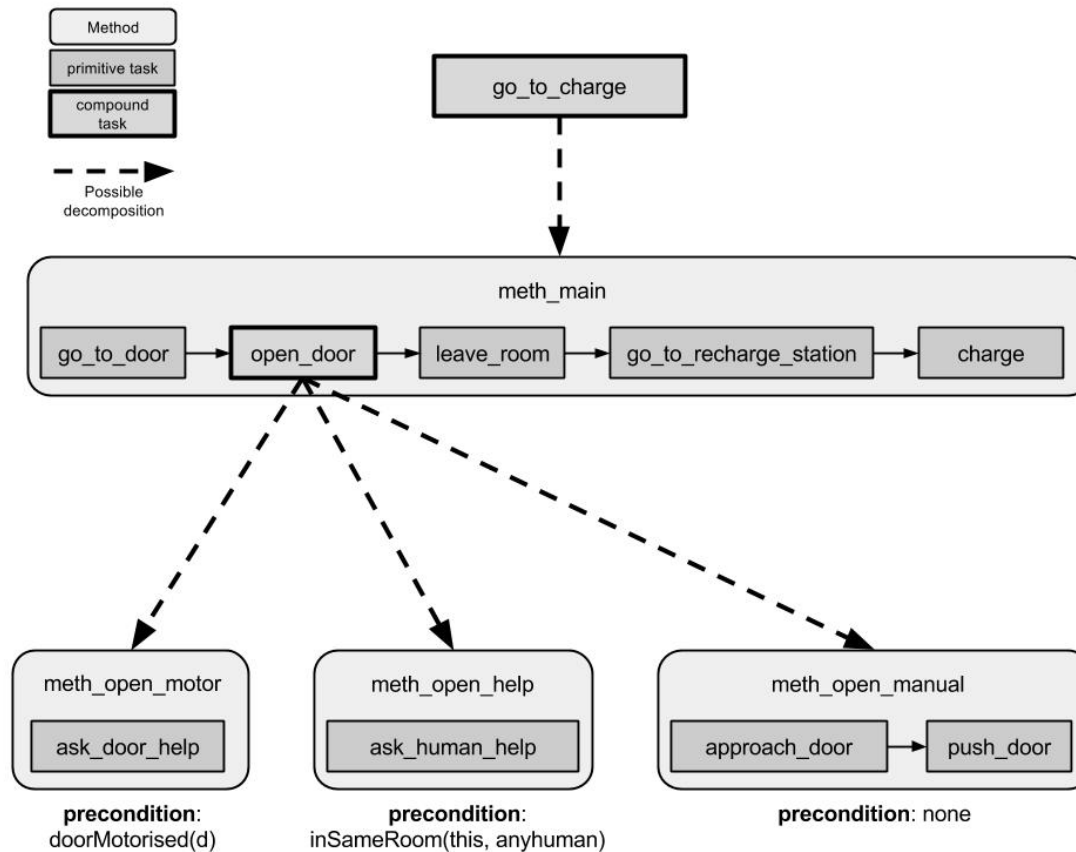 Method
primitive task
compound
task
Possible
decomposition
go_to_charge
meth_main
go_to_door
open_door
leave_room
go_to_recharge_station
charge
meth_open_motor
ask_door_help
precondition:
doorMotorised(d)
meth_open_help
ask_human_help
precondition:
inSameRoom(this, anyhuman)
meth_open_manual
approach_door
push_door
precondition: none